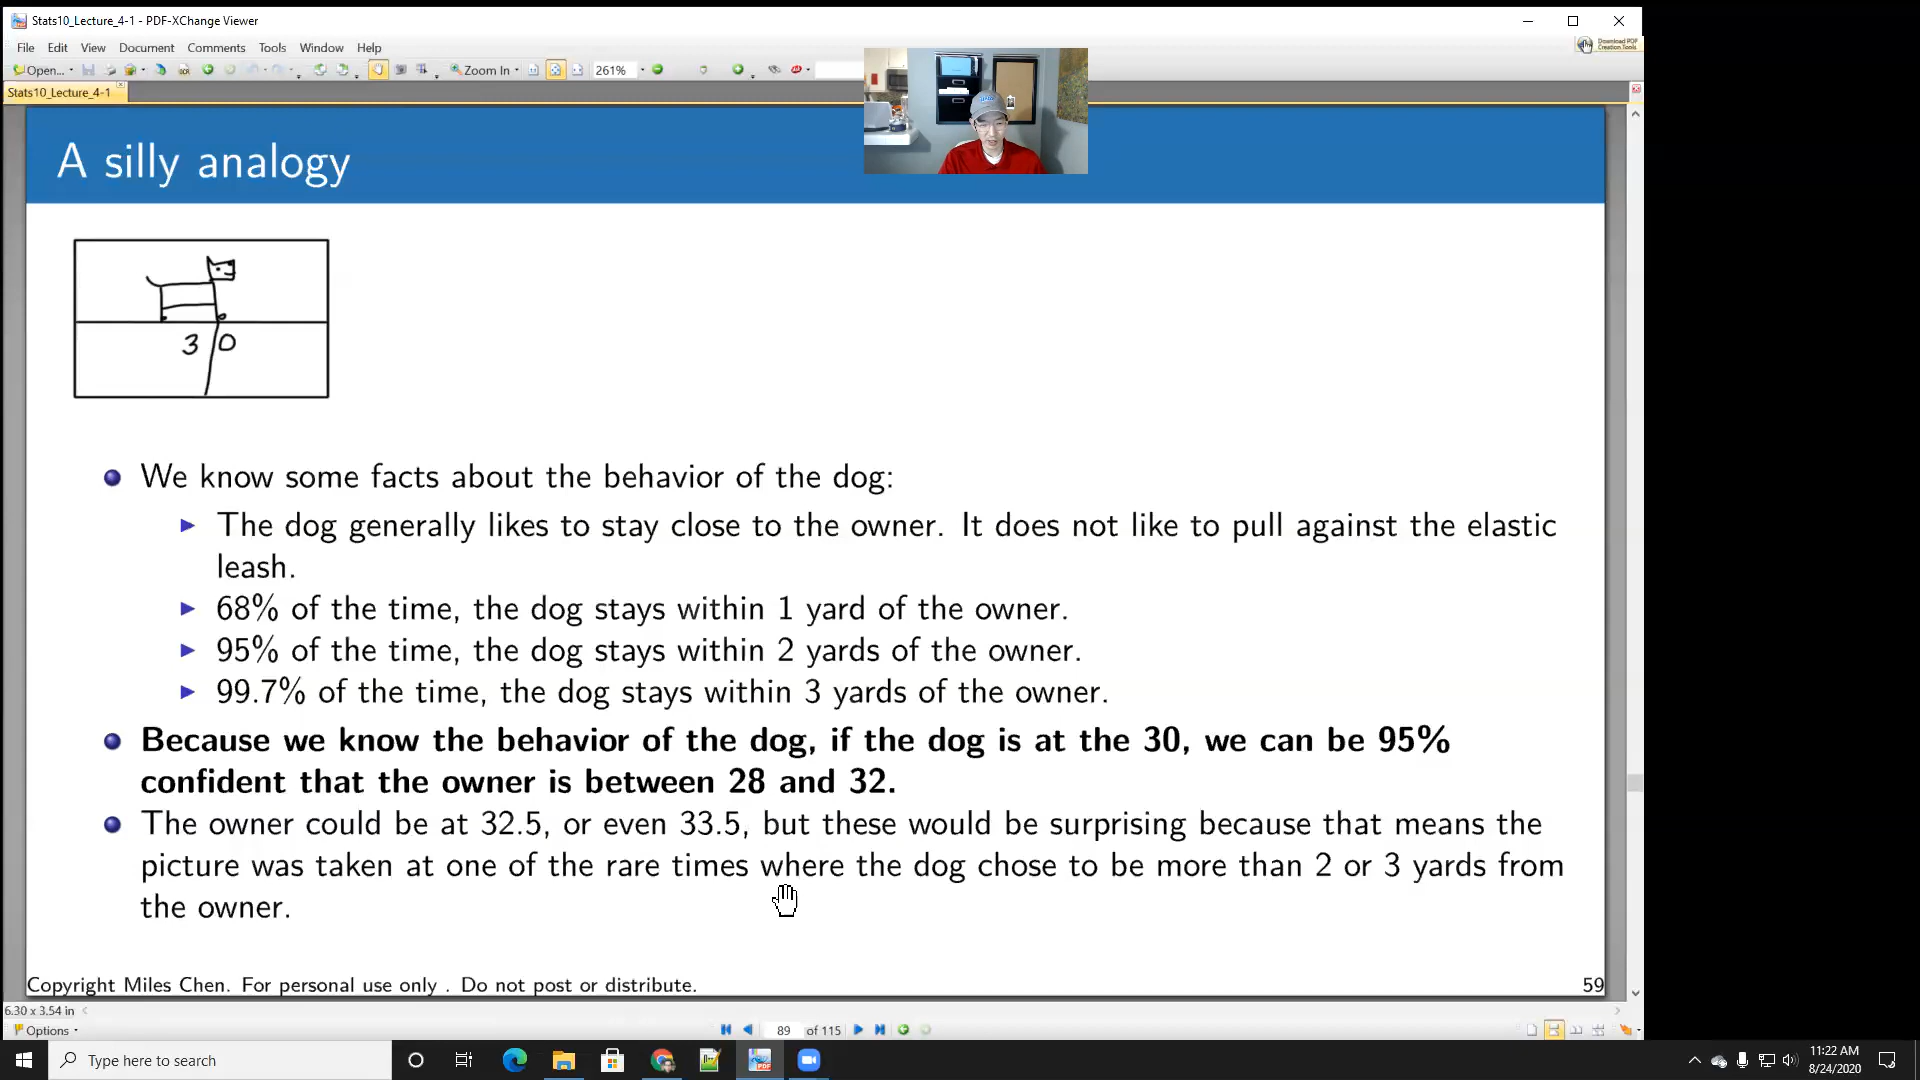 Stats10_Lecture_4-1 - PDF-XChange Viewer
File Edit View Document Comments Tools Window Help
Download PDF
Creation Tools
Open... Zoom In 261%
Stats10_Lecture_4-1
A silly analogy
3 0
We know some facts about the behavior of the dog:
The dog generally likes to stay close to the owner. It does not like to pull against the elastic
leash.
68% of the time, the dog stays within 1 yard of the owner.
95% of the time, the dog stays within 2 yards of the owner.
99.7% of the time, the dog stays within 3 yards of the owner.
Because we know the behavior of the dog, if the dog is at the 30, we can be 95%
confident that the owner is between 28 and 32.
The owner could be at 32.5, or even 33.5, but these would be surprising because that means the
picture was taken at one of the rare times where the dog chose to be more than 2 or 3 yards from
the owner.
Copyright Miles Chen. For personal use only . Do not post or distribute. 59
6.30 x 3.54 in
Options 89 of 115
Type here to search
11:22 AM
8/24/2020